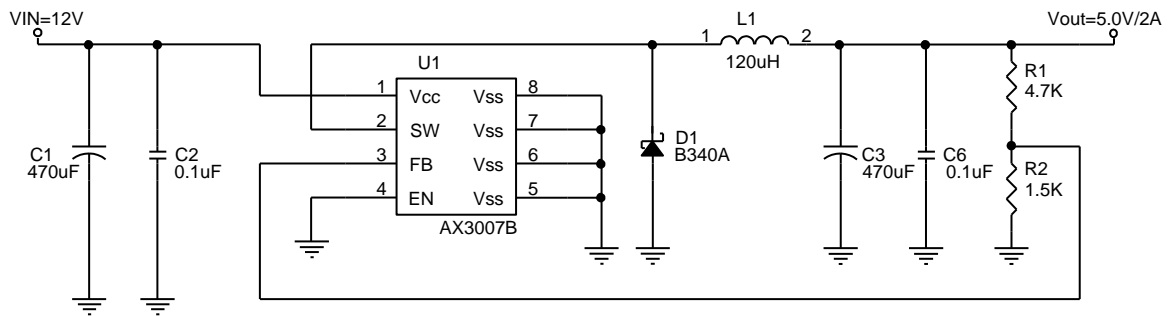 VIN=12V
L1
Vout=5.0V/2A
1
2
120uH
U1
R1
4.7K
1
Vcc
Vss
8
2
SW
Vss
7
3
FB
Vss
6
4
EN
Vss
5
AX3007B
C1
470uF
C2
0.1uF
D1
B340A
C3
470uF
C6
0.1uF
R2
1.5K